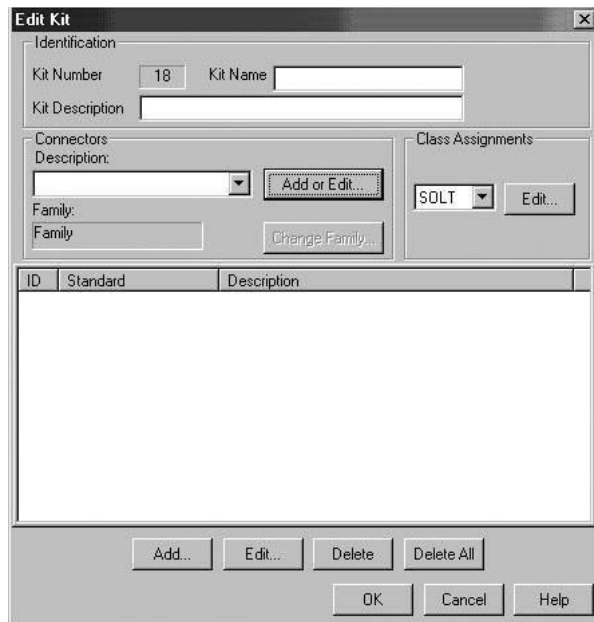 Edit Kit
Identification
Kit Number 18 Kit Name
Kit Description
Connectors
Description:
Add or Edit...
Family:
Family
Change Family...
Class Assignments
SOLT Edit...
ID Standard Description
Add... Edit... Delete Delete All
OK Cancel Help